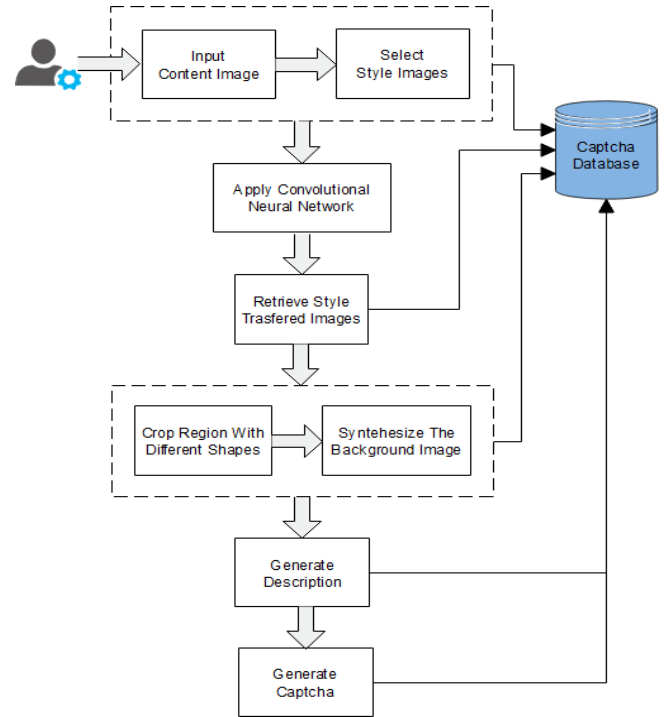 Input
Content Image
Select
Style Images
Captcha
Database
Apply Convolutional
Neural Network
Retrieve Style
Trasfered Images
Crop Region With
Different Shapes
Syntehesize The
Background Image
Generate
Description
Generate
Captcha